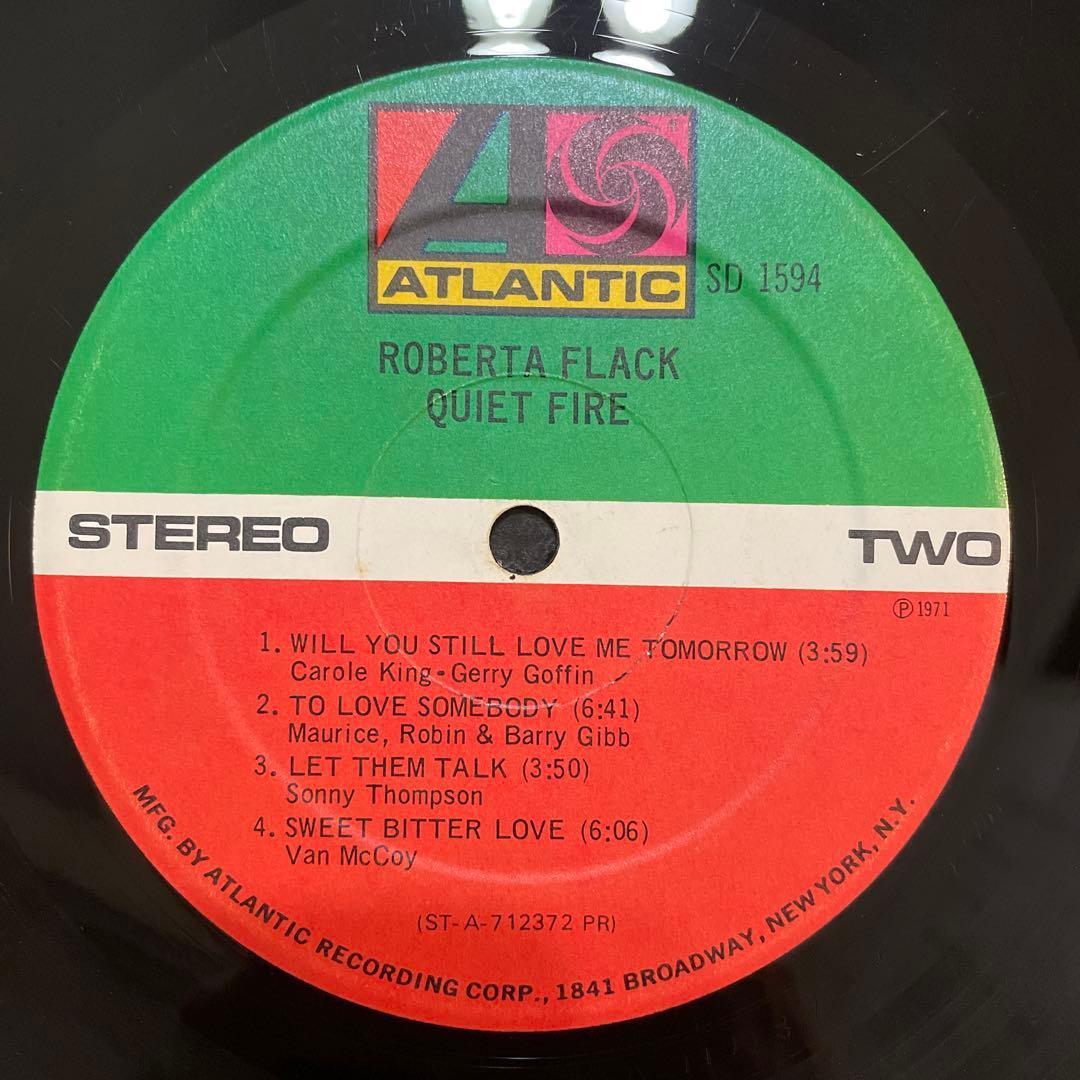 ATLANTIC
SD 1594
ROBERTA FLACK
QUIET FIRE
STEREO
TWO
℗ 1971
1. WILL YOU STILL LOVE ME TOMORROW (3:59)
Carole King-Gerry Goffin
2. TO LOVE SOMEBODY (6:41)
Maurice, Robin & Barry Gibb
3. LET THEM TALK (3:50)
Sonny Thompson
4. SWEET BITTER LOVE (6:06)
Van McCoy
(ST-A-712372 PR)
MFG. BY ATLANTIC RECORDING CORP., 1841 BROADWAY, NEW YORK, N.Y.